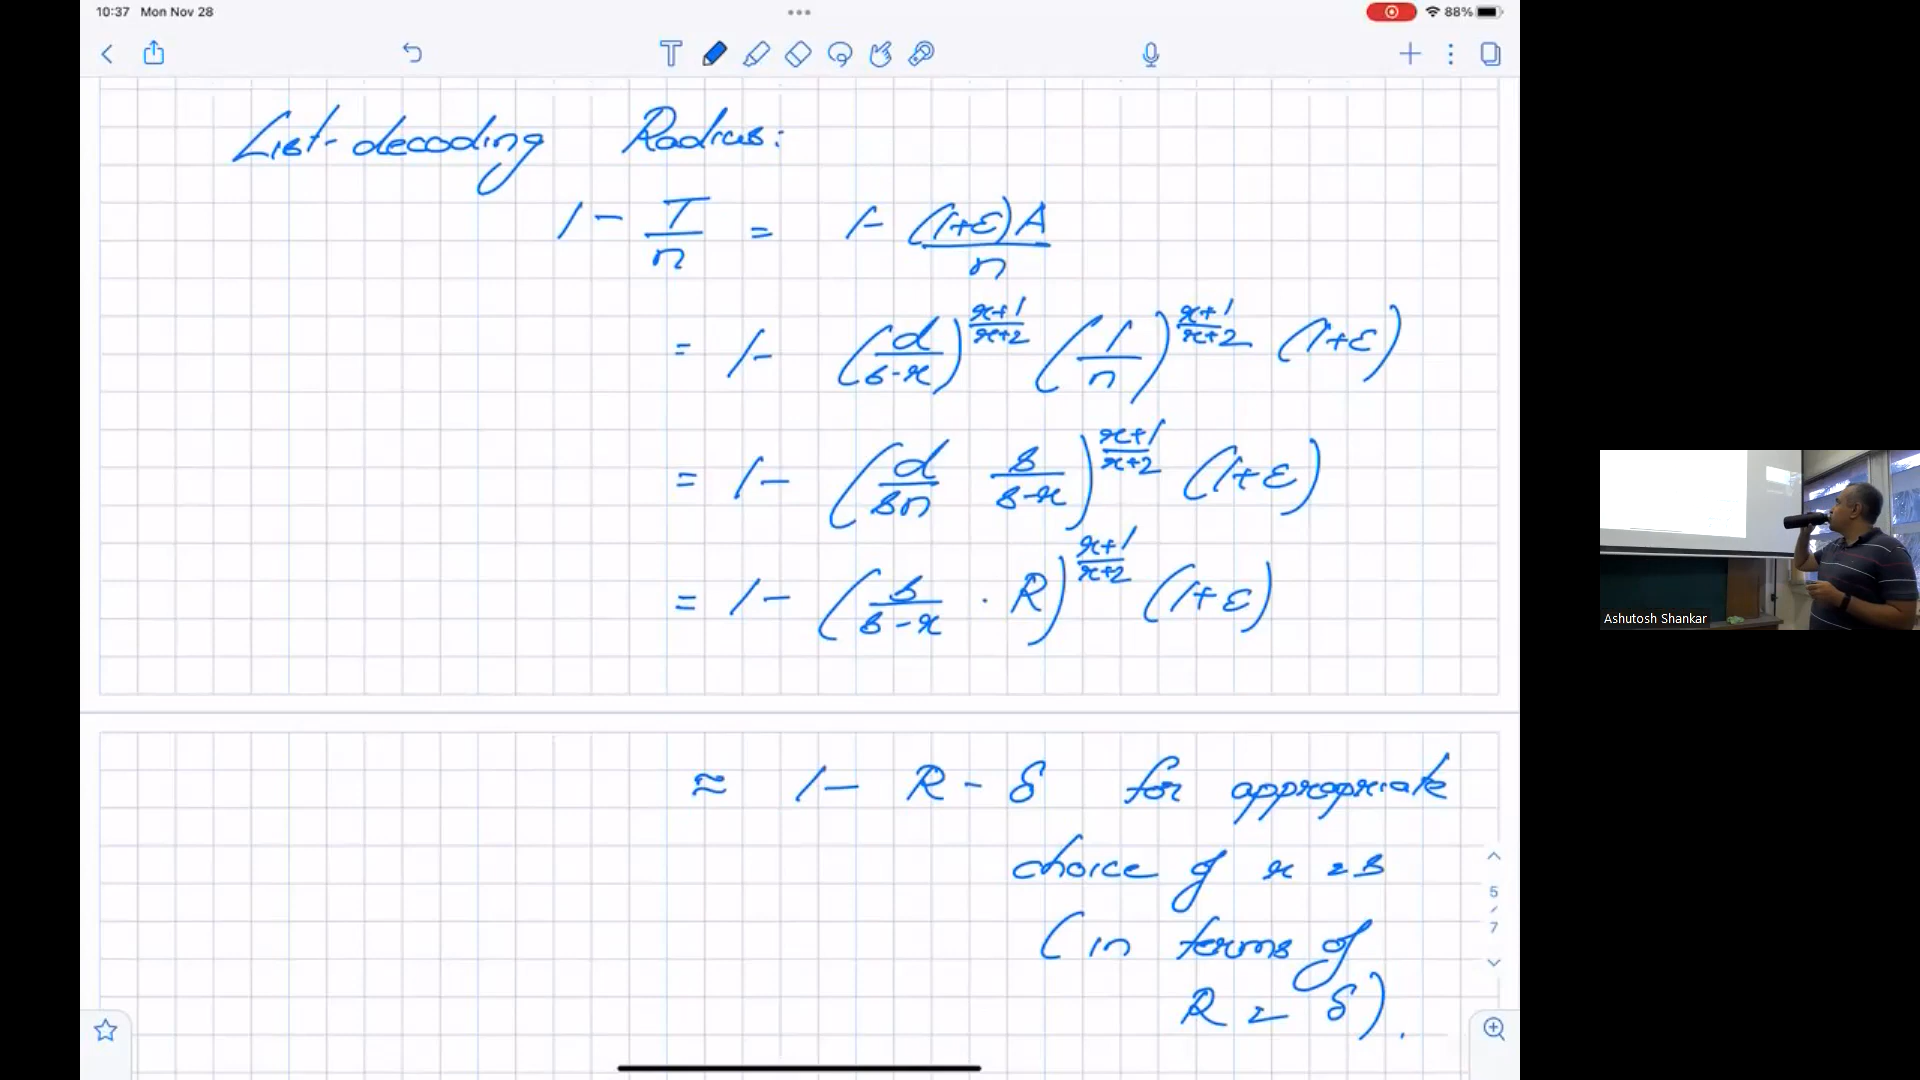 10:37 Mon Nov 28
88%
List-decoding Radius:
1 - T/n = 1 - (1+ε)A/n
= 1 - (d/(s-r))^((r+1)/(r+2)) (1/n)^((r+1)/(r+2)) (1+ε)
= 1 - (d/(sn) s/(s-r))^((r+1)/(r+2)) (1+ε)
= 1 - (s/(s-r) · R)^((r+1)/(r+2)) (1+ε)
≈ 1 - R - δ for appropriate
choice of r & s
(in terms of
R & δ).
5
/
7
Ashutosh Shankar